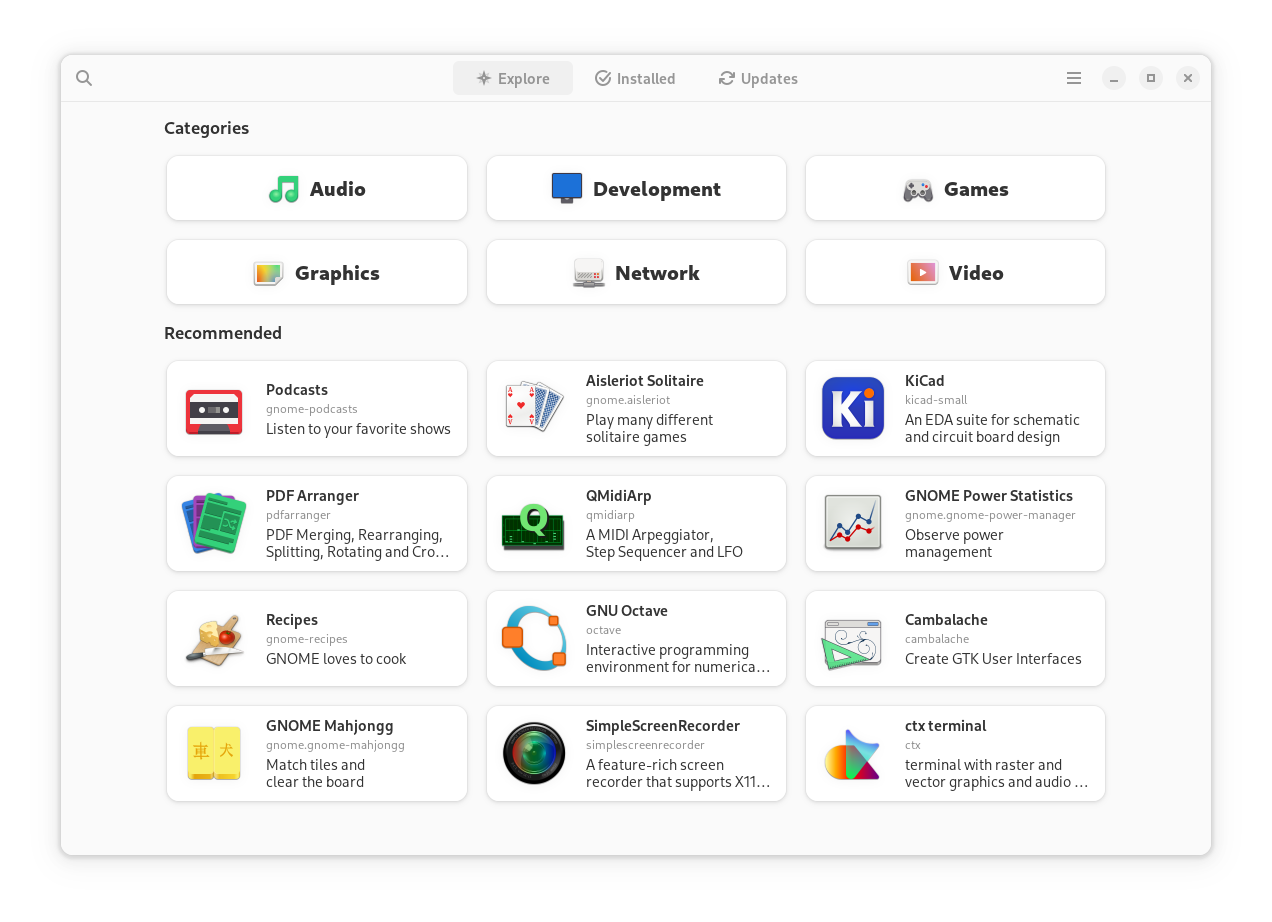 Explore
Installed
Updates
Categories
Audio
Development
Games
Graphics
Network
Video
Recommended
Podcasts
gnome-podcasts
Listen to your favorite shows
Aisleriot Solitaire
gnome.aisleriot
Play many different
solitaire games
KiCad
kicad-small
An EDA suite for schematic
and circuit board design
PDF Arranger
pdfarranger
PDF Merging, Rearranging,
Splitting, Rotating and Cro…
QMidiArp
qmidiarp
A MIDI Arpeggiator,
Step Sequencer and LFO
GNOME Power Statistics
gnome.gnome-power-manager
Observe power
management
Recipes
gnome-recipes
GNOME loves to cook
GNU Octave
octave
Interactive programming
environment for numerica…
Cambalache
cambalache
Create GTK User Interfaces
GNOME Mahjongg
gnome.gnome-mahjongg
Match tiles and
clear the board
SimpleScreenRecorder
simplescreenrecorder
A feature-rich screen
recorder that supports X11…
ctx terminal
ctx
terminal with raster and
vector graphics and audio …
A
A
Ki
Q
車 犬